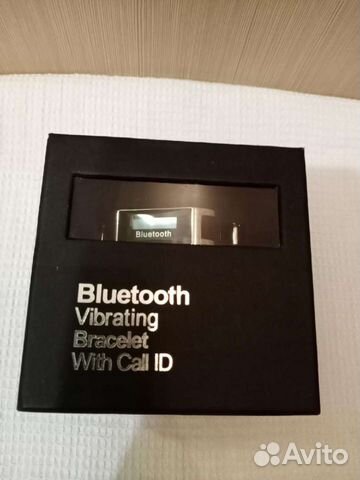 Bluetooth
Bluetooth
Vibrating
Bracelet
With Call ID
Avito